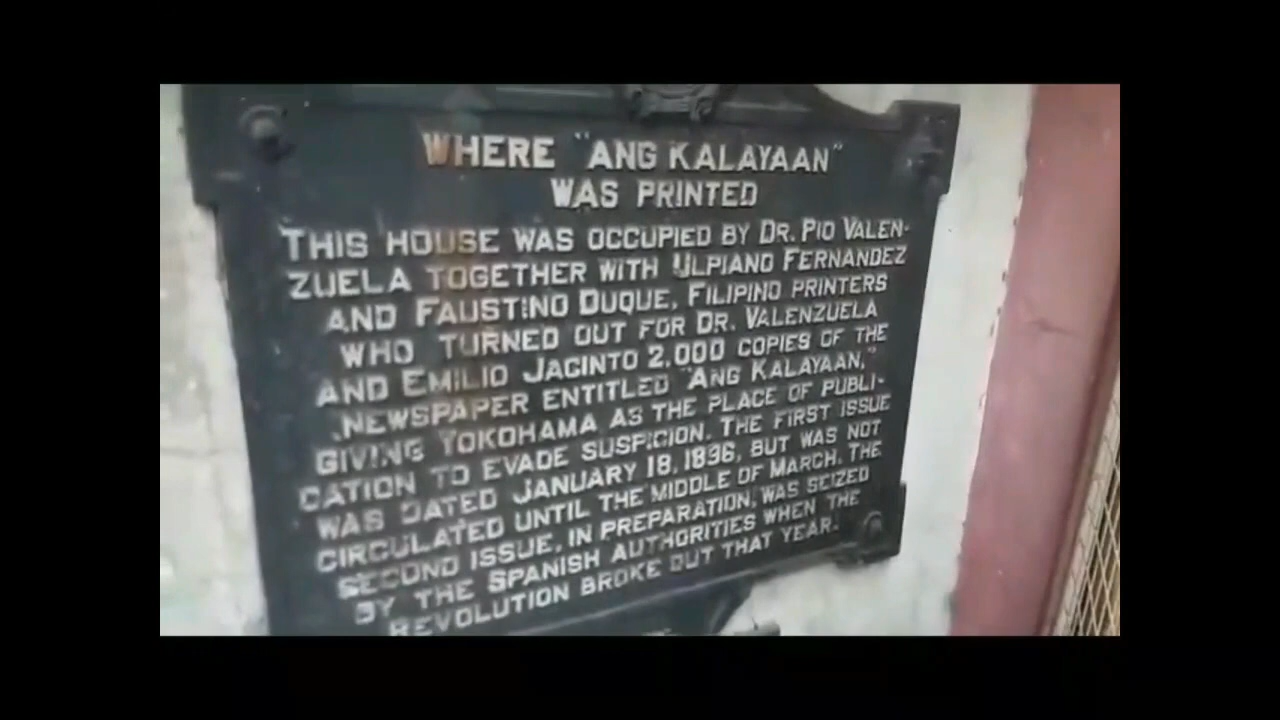 WHERE "ANG KALAYAAN"
WAS PRINTED
THIS HOUSE WAS OCCUPIED BY DR. PIO VALEN-
ZUELA TOGETHER WITH ULPIANO FERNANDEZ
AND FAUSTINO DUQUE, FILIPINO PRINTERS
WHO TURNED OUT FOR DR. VALENZUELA
AND EMILIO JACINTO 2,000 COPIES OF THE
NEWSPAPER ENTITLED "ANG KALAYAAN,"
GIVING YOKOHAMA AS THE PLACE OF PUBLI-
CATION TO EVADE SUSPICION. THE FIRST ISSUE
WAS DATED JANUARY 18, 1896, BUT WAS NOT
CIRCULATED UNTIL THE MIDDLE OF MARCH. THE
SECOND ISSUE, IN PREPARATION, WAS SEIZED
BY THE SPANISH AUTHORITIES WHEN THE
REVOLUTION BROKE OUT THAT YEAR.